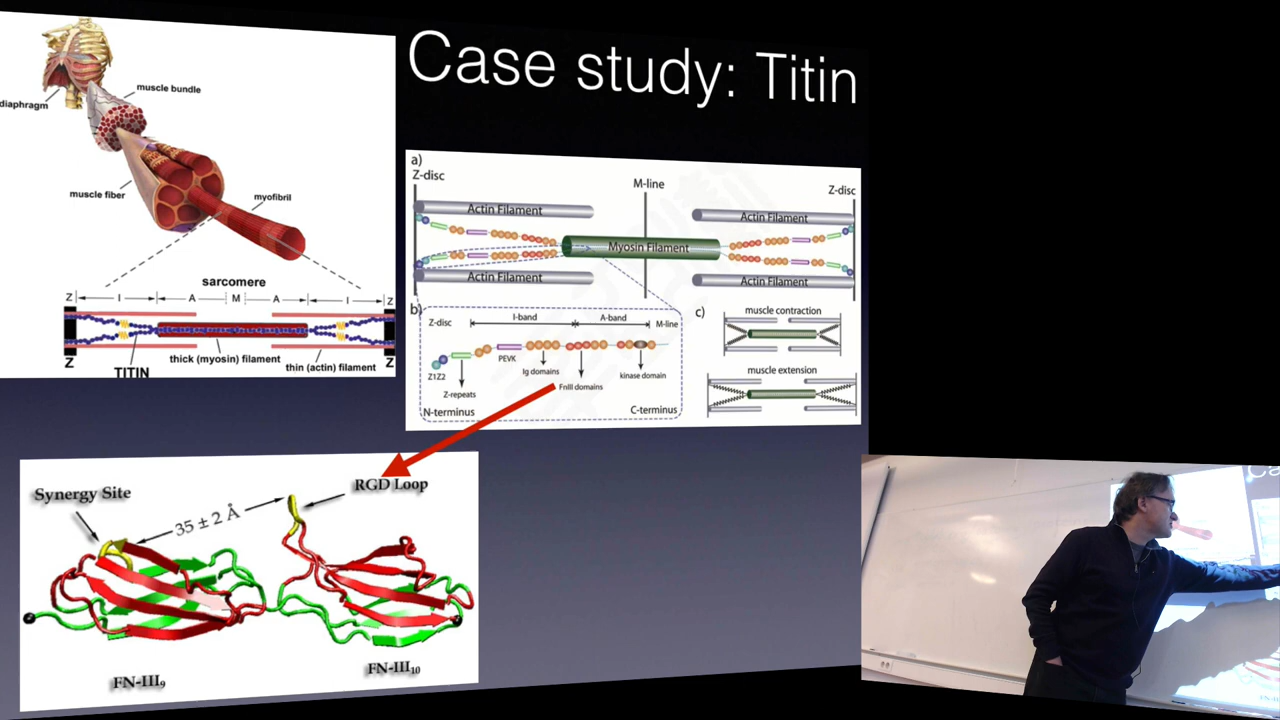 Case study: Titin
diaphragm
muscle bundle
muscle fiber
myofibril
sarcomere
Z I A M A I Z
thick (myosin) filament
thin (actin) filament
Z TITIN Z
a)
Z-disc
M-line
Z-disc
Actin Filament
Actin Filament
Myosin Filament
Actin Filament
Actin Filament
b)
I-band
A-band
Z-disc
M-line
PEVK
Z1Z2
Ig domains
kinase domain
FnIII domains
Z-repeats
N-terminus
C-terminus
c)
muscle contraction
muscle extension
Synergy Site
RGD Loop
35 ± 2 Å
FN-III9
FN-III10
Ca